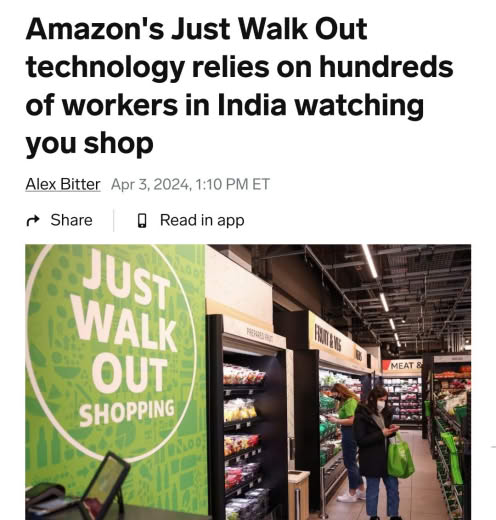 Amazon's Just Walk Out
technology relies on hundreds
of workers in India watching
you shop
Alex Bitter Apr 3, 2024, 1:10 PM ET
Share Read in app
JUST
WALK
OUT
SHOPPING
PREPARED FRUIT
FRUIT & VEG
MEAT &